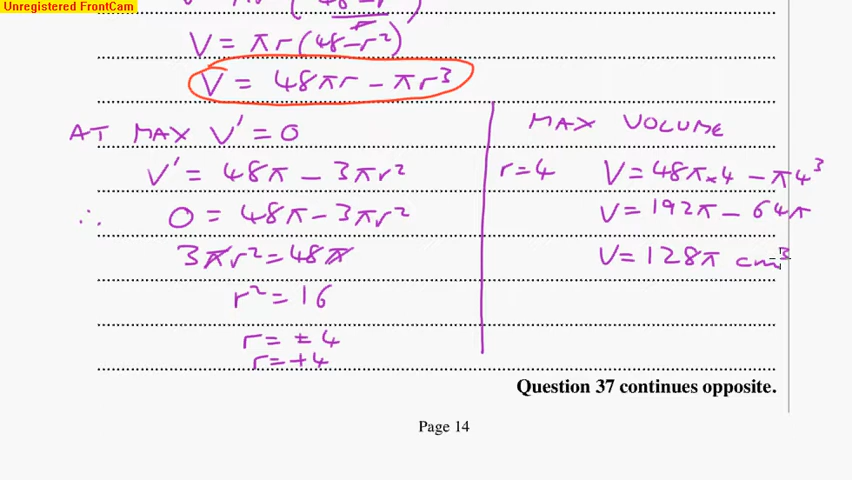 Unregistered FrontCam
V = πr(48-r²)
V = 48πr - πr³
AT MAX V' = 0
V' = 48π - 3πr²
∴ 0 = 48π - 3πr²
3πr² = 48π
r² = 16
r = ±4
r = +4
MAX VOLUME
r = 4 V = 48π×4 - π4³
V = 192π - 64π
V = 128π cm³
Question 37 continues opposite.
Page 14